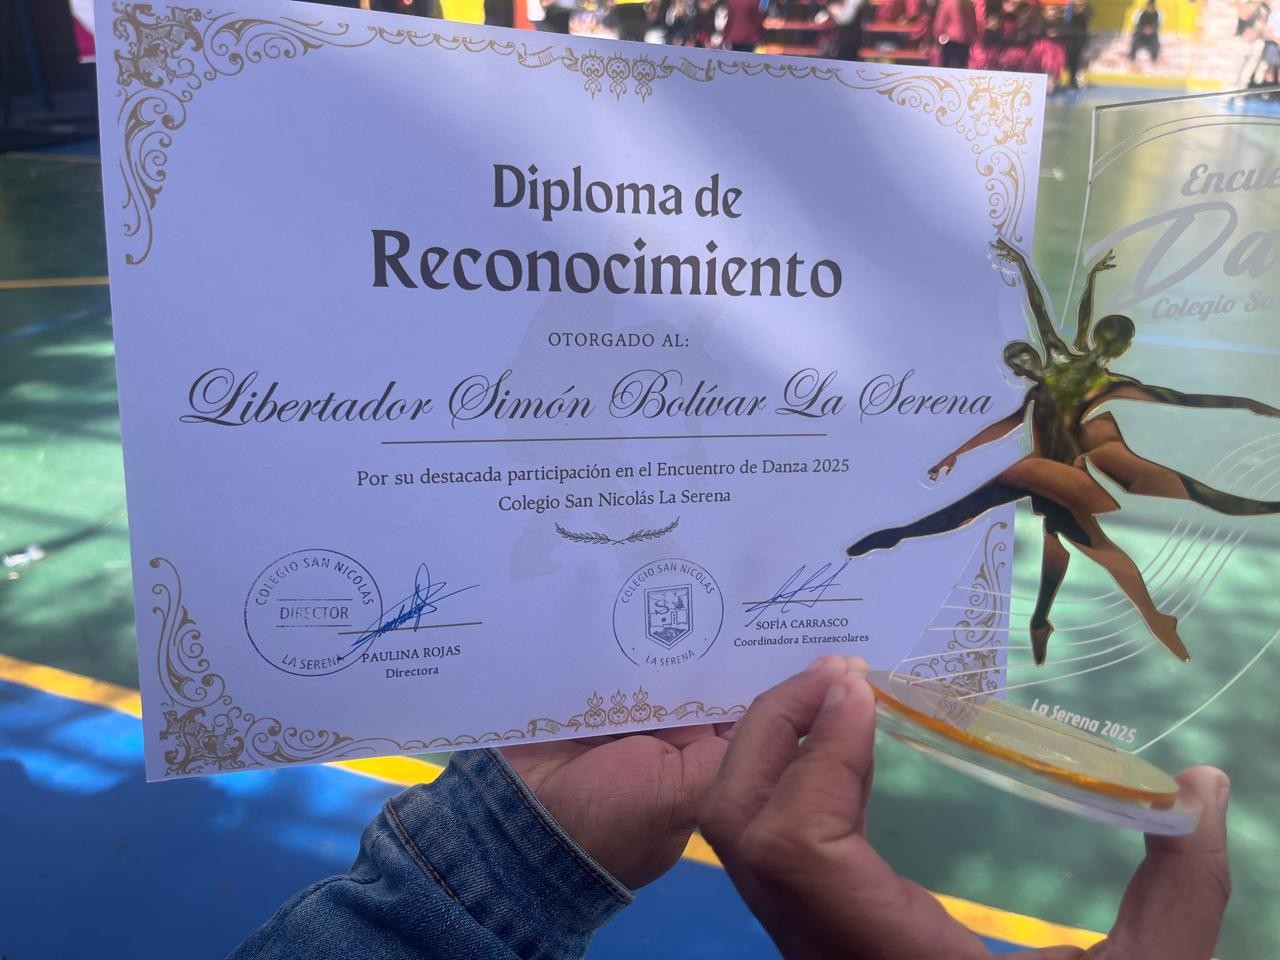 Diploma de
Reconocimiento
OTORGADO AL:
Libertador Simón Bolívar La Serena
Por su destacada participación en el Encuentro de Danza 2025
Colegio San Nicolás La Serena
COLEGIO SAN NICOLAS
DIRECTOR
LA SERENA
PAULINA ROJAS
Directora
COLEGIO SAN NICOLAS
LA SERENA
SOFÍA CARRASCO
Coordinadora Extraescolares
Colegio
La Serena 2025